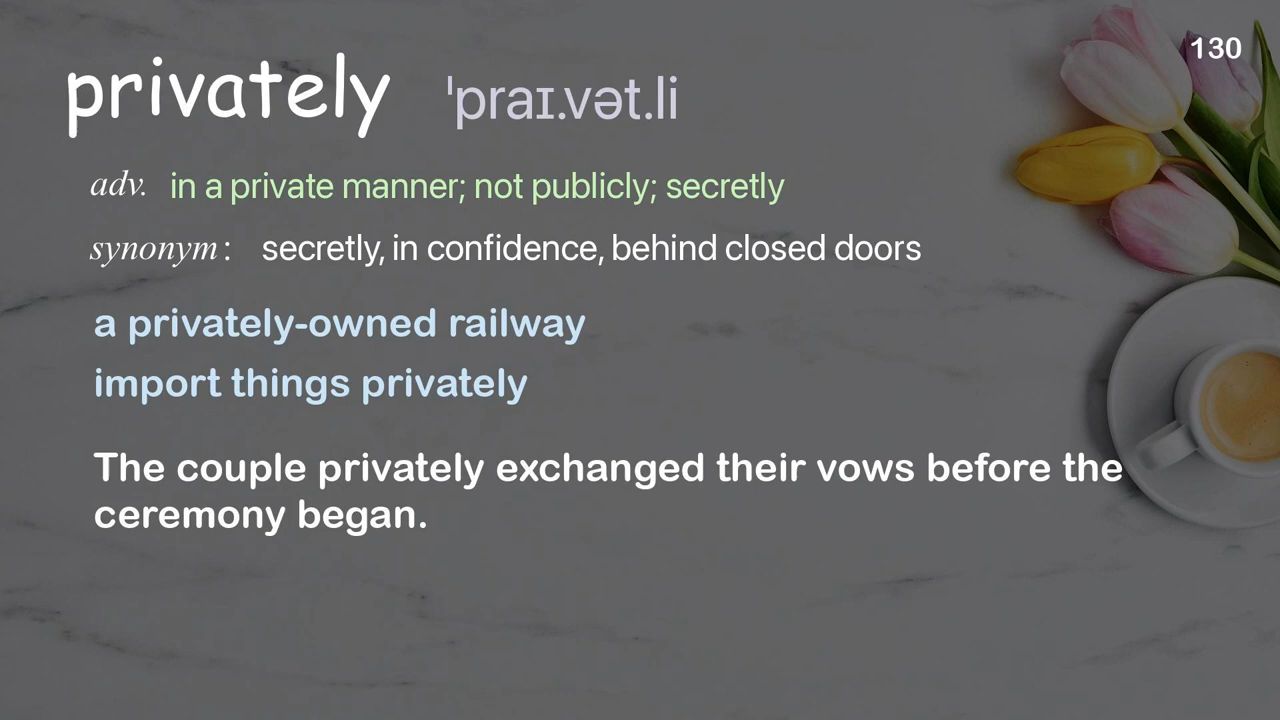 130
privately ˈpraɪ.vət.li
adv. in a private manner; not publicly; secretly
synonym: secretly, in confidence, behind closed doors
a privately-owned railway
import things privately
The couple privately exchanged their vows before the
ceremony began.